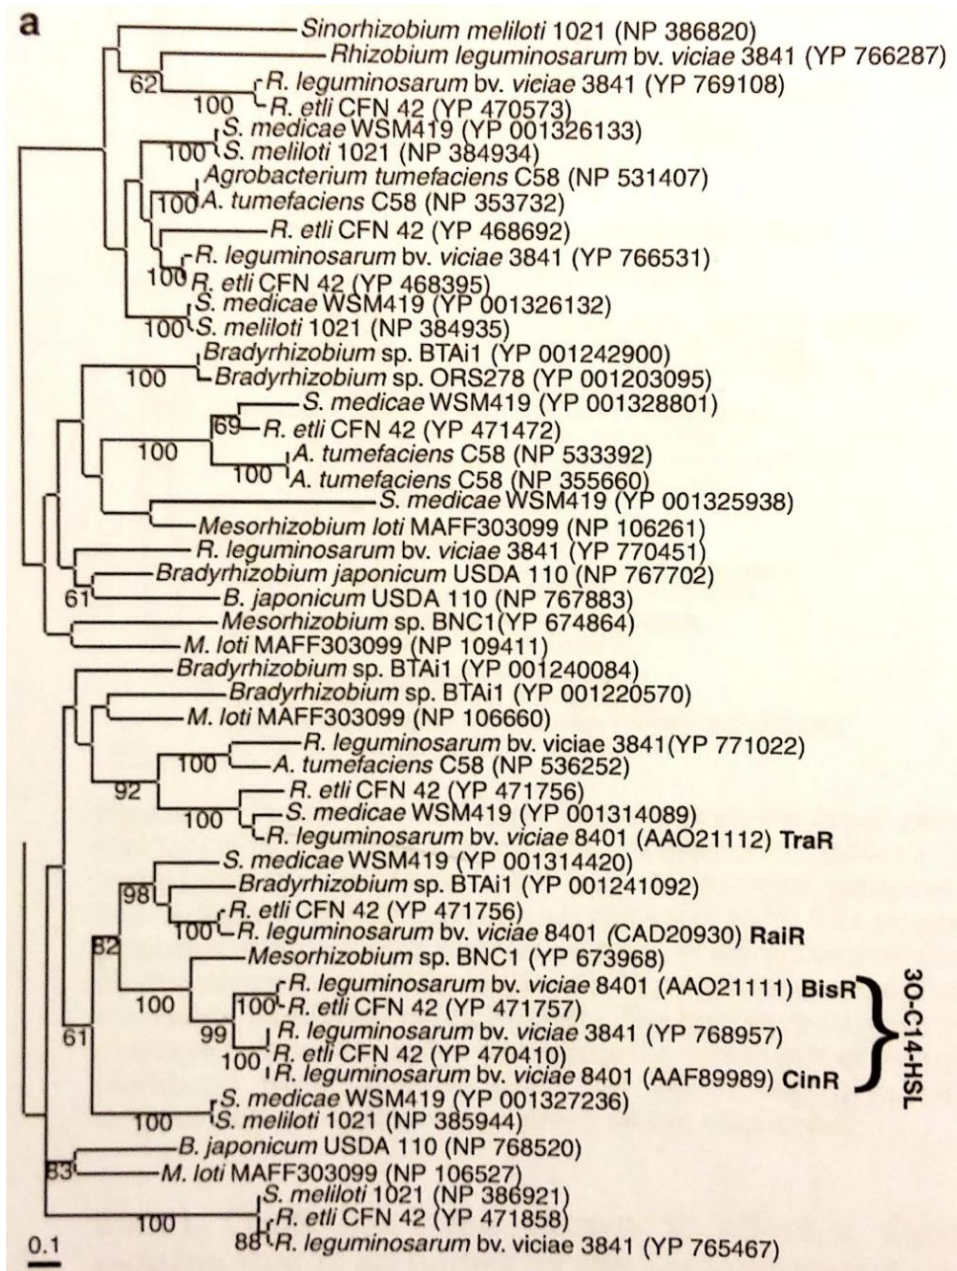 a
Sinorhizobium meliloti 1021 (NP 386820)
Rhizobium leguminosarum bv. viciae 3841 (YP 766287)
62
R. leguminosarum bv. viciae 3841 (YP 769108)
100
R. etli CFN 42 (YP 470573)
S. medicae WSM419 (YP 001326133)
100
S. meliloti 1021 (NP 384934)
Agrobacterium tumefaciens C58 (NP 531407)
100
A. tumefaciens C58 (NP 353732)
R. etli CFN 42 (YP 468692)
R. leguminosarum bv. viciae 3841 (YP 766531)
100
R. etli CFN 42 (YP 468395)
S. medicae WSM419 (YP 001326132)
100
S. meliloti 1021 (NP 384935)
Bradyrhizobium sp. BTAi1 (YP 001242900)
100
Bradyrhizobium sp. ORS278 (YP 001203095)
S. medicae WSM419 (YP 001328801)
69
R. etli CFN 42 (YP 471472)
100
A. tumefaciens C58 (NP 533392)
100
A. tumefaciens C58 (NP 355660)
S. medicae WSM419 (YP 001325938)
Mesorhizobium loti MAFF303099 (NP 106261)
R. leguminosarum bv. viciae 3841 (YP 770451)
Bradyrhizobium japonicum USDA 110 (NP 767702)
61
B. japonicum USDA 110 (NP 767883)
Mesorhizobium sp. BNC1(YP 674864)
M. loti MAFF303099 (NP 109411)
Bradyrhizobium sp. BTAi1 (YP 001240084)
Bradyrhizobium sp. BTAi1 (YP 001220570)
M. loti MAFF303099 (NP 106660)
R. leguminosarum bv. viciae 3841(YP 771022)
100
A. tumefaciens C58 (NP 536252)
92
R. etli CFN 42 (YP 471756)
100
S. medicae WSM419 (YP 001314089)
R. leguminosarum bv. viciae 8401 (AAO21112) TraR
S. medicae WSM419 (YP 001314420)
98
Bradyrhizobium sp. BTAi1 (YP 001241092)
R. etli CFN 42 (YP 471756)
100
R. leguminosarum bv. viciae 8401 (CAD20930) RaiR
82
Mesorhizobium sp. BNC1 (YP 673968)
R. leguminosarum bv. viciae 8401 (AAO21111) BisR
100
100
R. etli CFN 42 (YP 471757)
61
99
R. leguminosarum bv. viciae 3841 (YP 768957)
100
R. etli CFN 42 (YP 470410)
R. leguminosarum bv. viciae 8401 (AAF89989) CinR
3O-C14-HSL
S. medicae WSM419 (YP 001327236)
100
S. meliloti 1021 (NP 385944)
B. japonicum USDA 110 (NP 768520)
83
M. loti MAFF303099 (NP 106527)
S. meliloti 1021 (NP 386921)
100
R. etli CFN 42 (YP 471858)
88
R. leguminosarum bv. viciae 3841 (YP 765467)
0.1